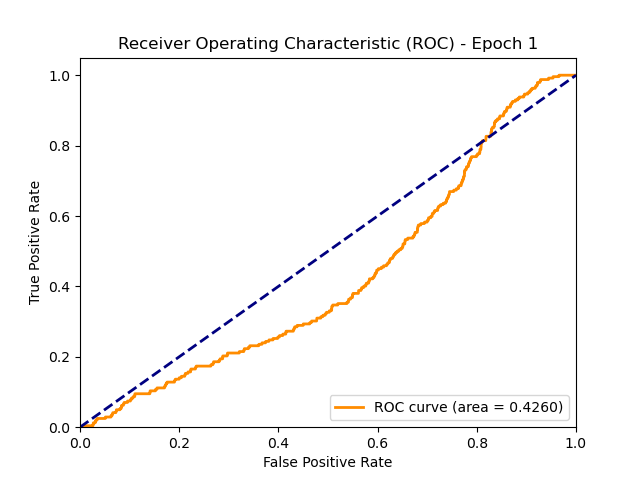 Receiver Operating Characteristic (ROC) - Epoch 1
True Positive Rate
1.0
0.8
0.6
0.4
0.2
0.0
ROC curve (area = 0.4260)
0.0 0.2 0.4 0.6 0.8 1.0
False Positive Rate